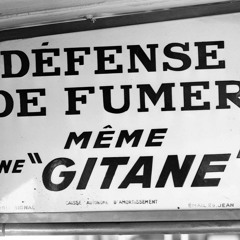 DÉFENSE
DE FUMER
MÊME
NE "GITANE"
CAISSE AUTONOME D'AMORTISSEMENT